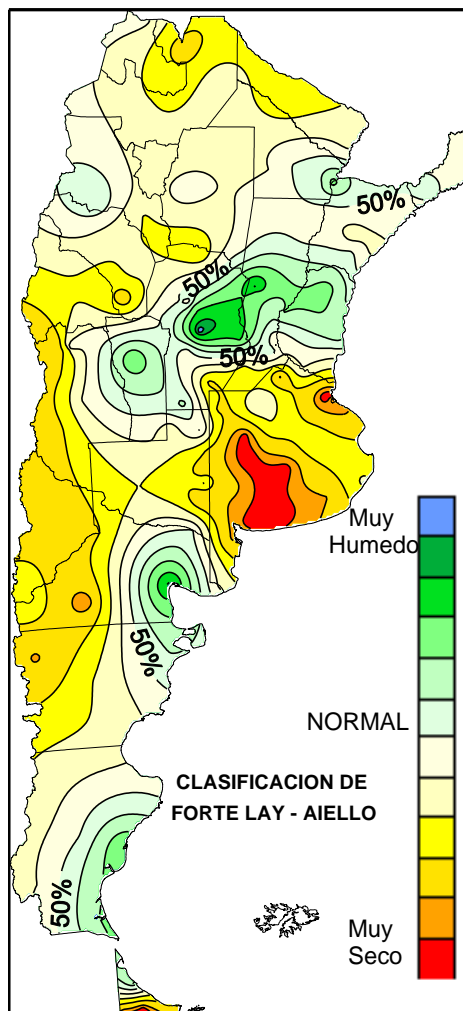 50%
50%
50%
Muy
Humedo
50%
NORMAL
CLASIFICACION DE
FORTE LAY - AIELLO
50%
Muy
Seco